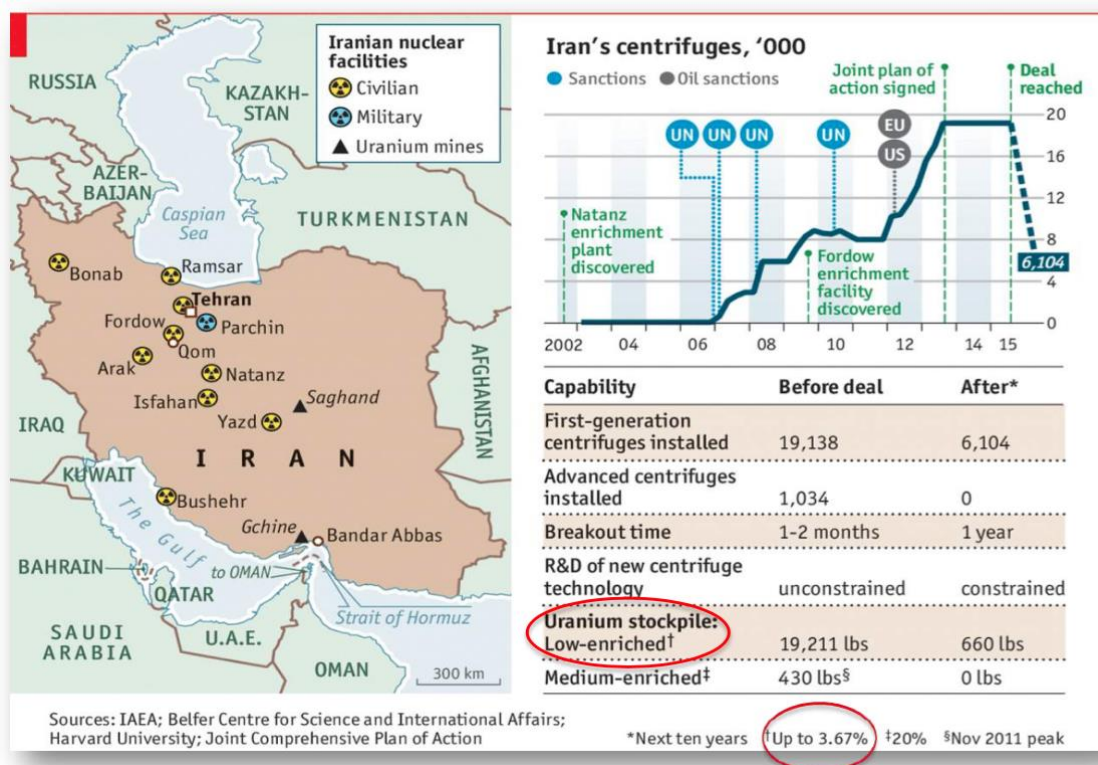 Iranian nuclear
facilities
Civilian
Military
▲ Uranium mines
RUSSIA
KAZAKH-
STAN
AZER-
BAIJAN
Caspian
Sea
TURKMENISTAN
Bonab
Ramsar
Tehran
Fordow
Parchin
Qom
Arak
Natanz
Isfahan
Saghand
Yazd
AFGHANISTAN
IRAQ
IRAN
KUWAIT
Bushehr
The Gulf
Gchine
Bandar Abbas
BAHRAIN
to OMAN
QATAR
Strait of Hormuz
SAUDI
ARABIA
U.A.E.
OMAN
300 km
Iran's centrifuges, '000
Sanctions
Oil sanctions
Joint plan of
action signed
Deal
reached
UN UN UN UN
EU
US
Natanz
enrichment
plant
discovered
Fordow
enrichment
facility
discovered
20
16
12
8
6,104
4
0
2002 04 06 08 10 12 14 15
Capability Before deal After*
First-generation
centrifuges installed 19,138 6,104
Advanced centrifuges
installed 1,034 0
Breakout time 1-2 months 1 year
R&D of new centrifuge
technology unconstrained constrained
Uranium stockpile:
Low-enriched† 19,211 lbs 660 lbs
Medium-enriched‡ 430 lbs§ 0 lbs
Sources: IAEA; Belfer Centre for Science and International Affairs;
Harvard University; Joint Comprehensive Plan of Action
*Next ten years †Up to 3.67% ‡20% §Nov 2011 peak